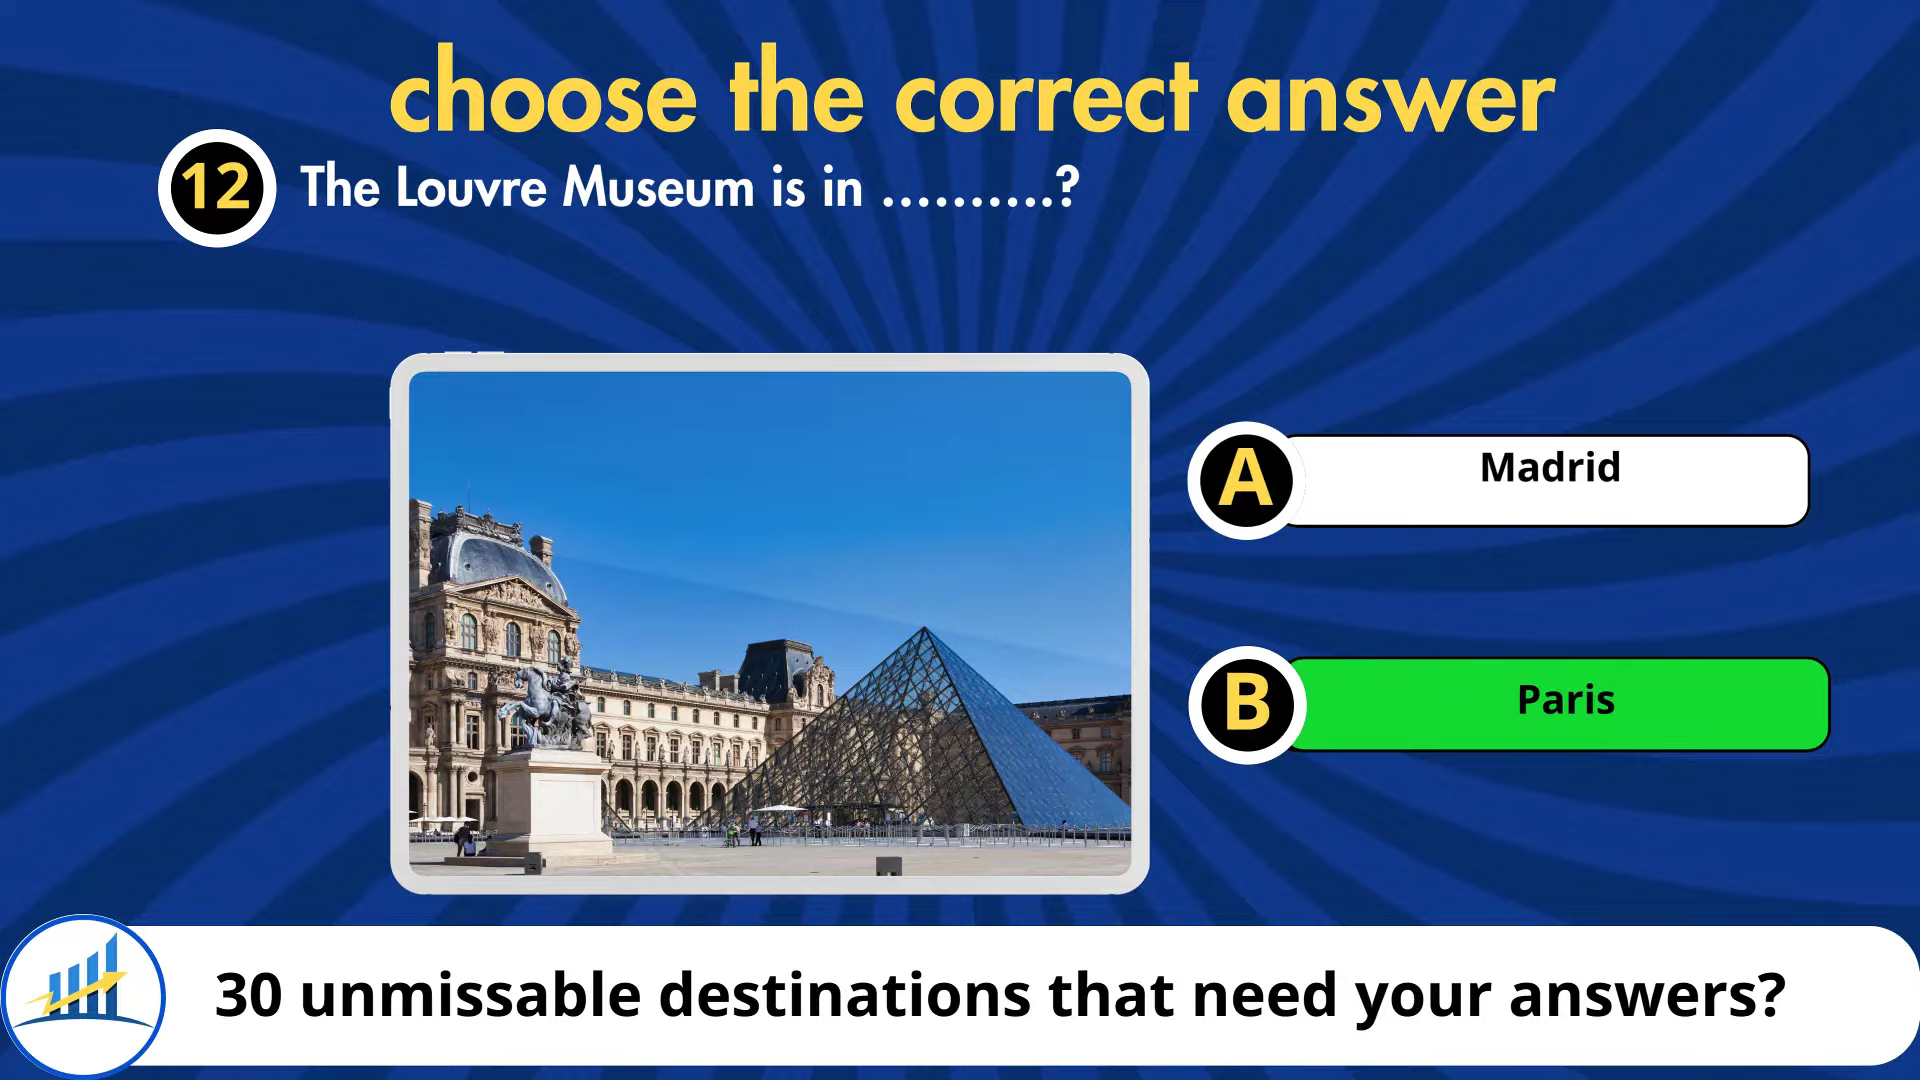 choose the correct answer
12
The Louvre Museum is in ..........?
A
Madrid
B
Paris
30 unmissable destinations that need your answers?